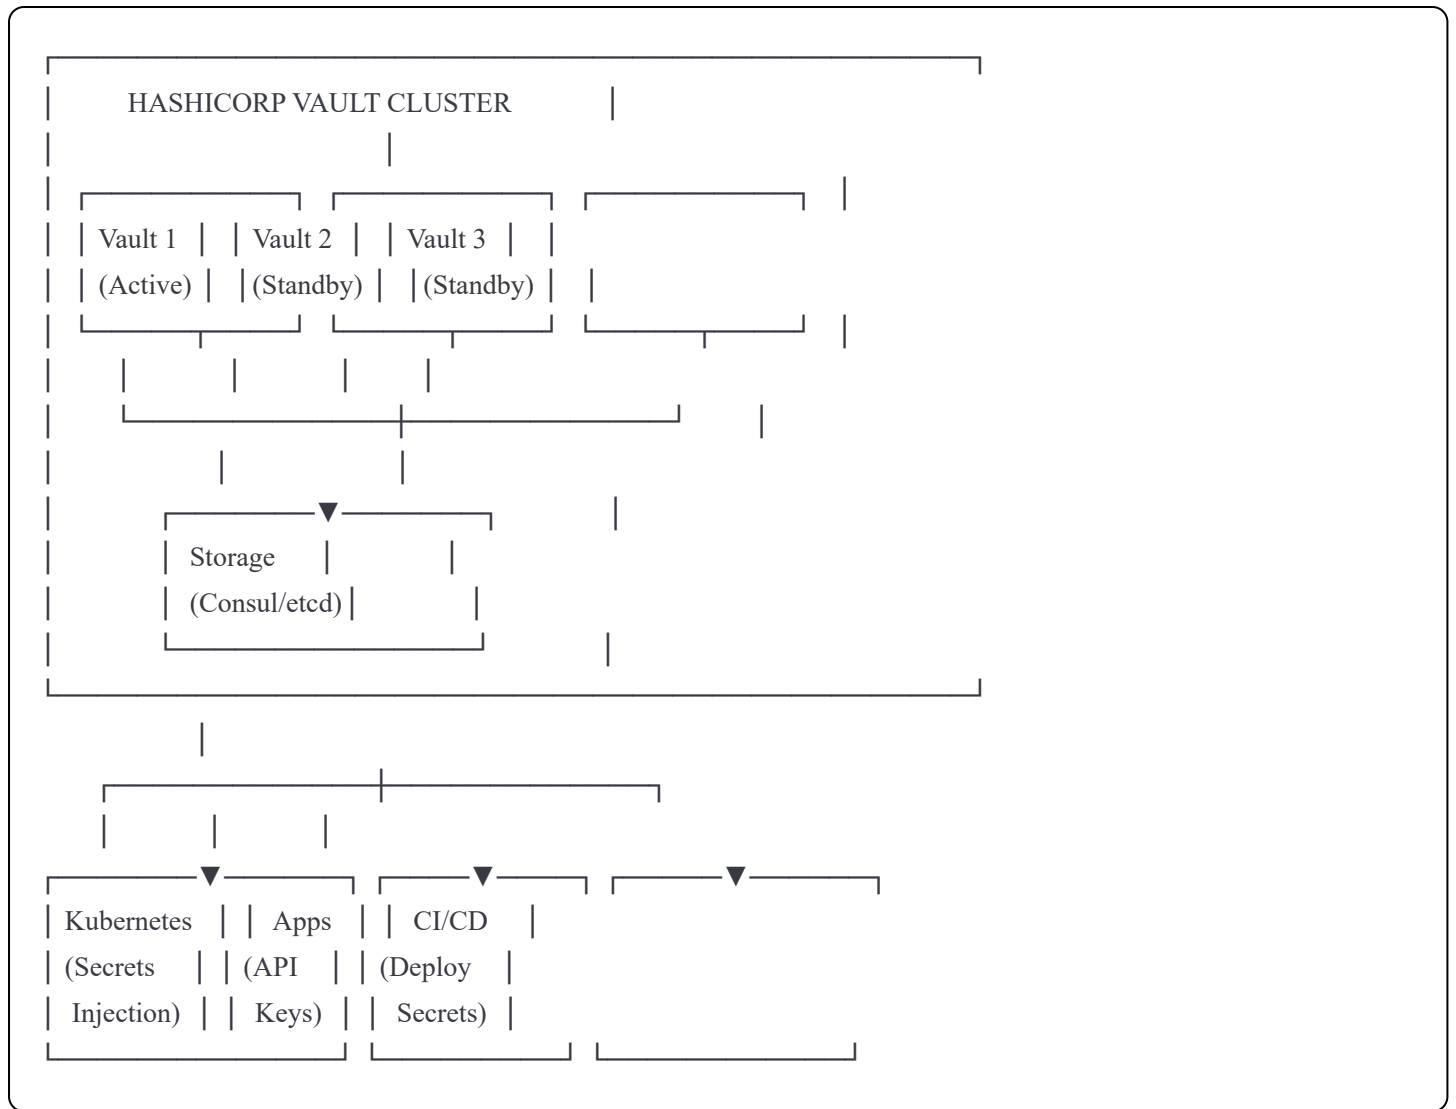 HASHICORP VAULT CLUSTER
Vault 1 Vault 2 Vault 3
(Active) (Standby) (Standby)
Storage
(Consul/etcd)
Kubernetes Apps CI/CD
(Secrets (API (Deploy
Injection) Keys) Secrets)